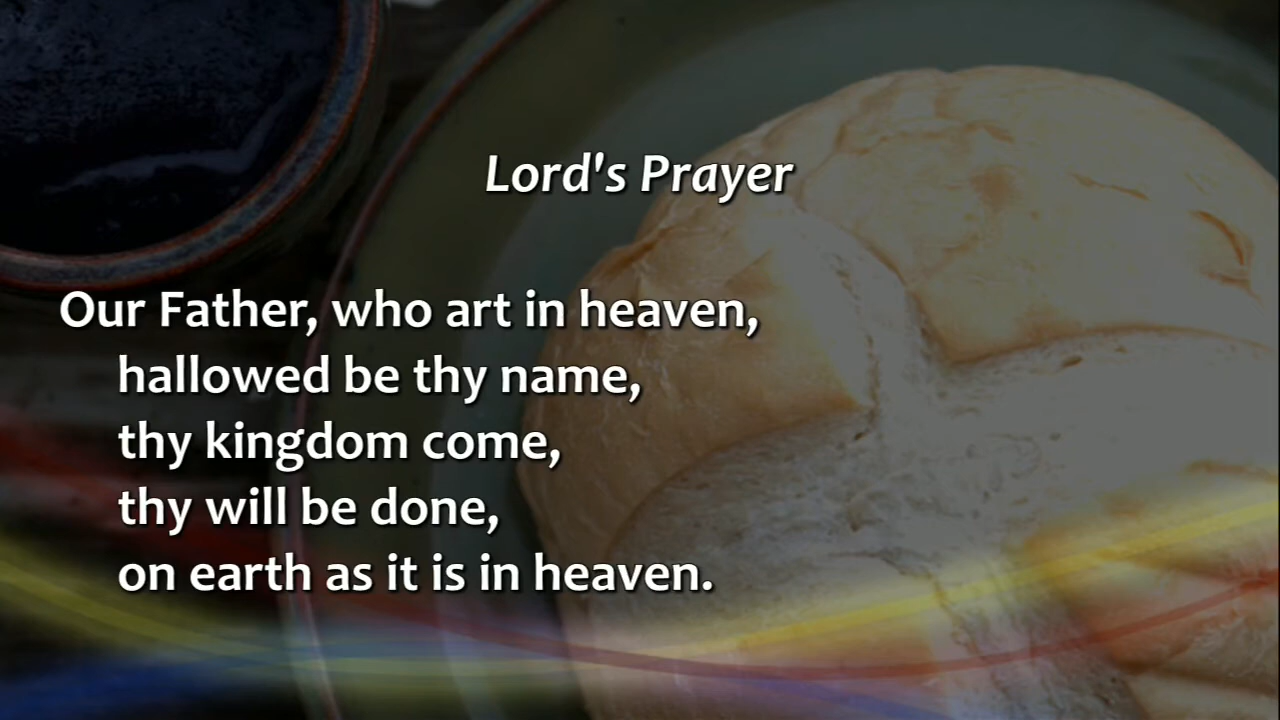 Lord's Prayer
Our Father, who art in heaven,
hallowed be thy name,
thy kingdom come,
thy will be done,
on earth as it is in heaven.